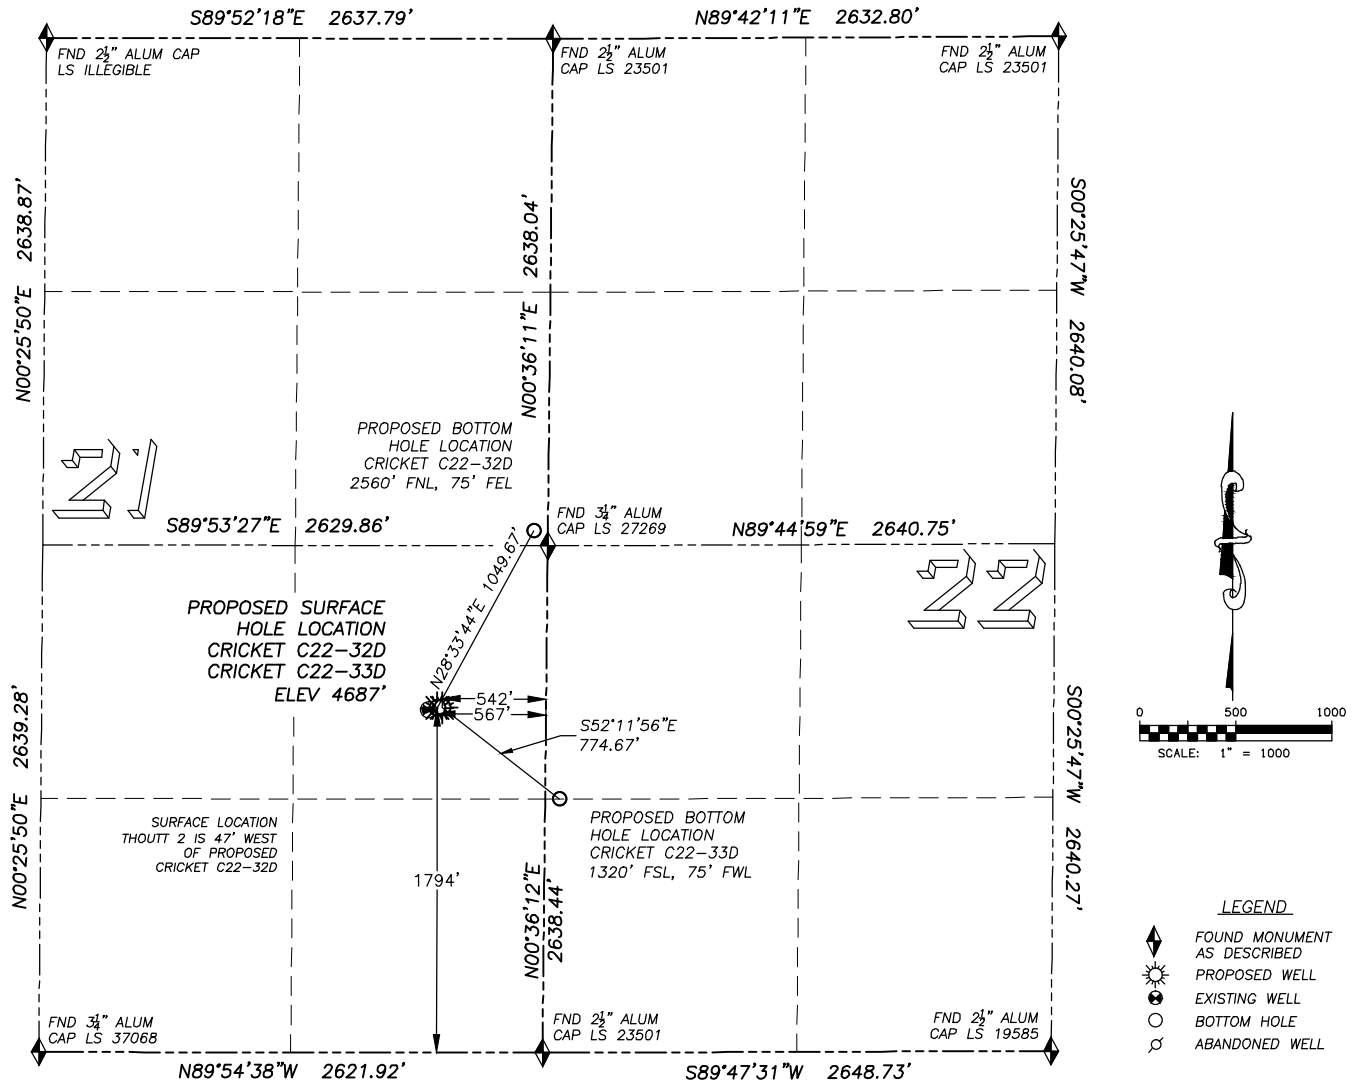 S89°52'18"E 2637.79'
N89°42'11"E 2632.80'
FND 2½" ALUM CAP
LS ILLEGIBLE
FND 2½" ALUM
CAP LS 23501
FND 2½" ALUM
CAP LS 23501
N00°25'50"E 2638.87'
N00°36'11"E 2638.04'
S00°25'47"W 2640.08'
PROPOSED BOTTOM
HOLE LOCATION
CRICKET C22-32D
2560' FNL, 75' FEL
21
S89°53'27"E 2629.86'
FND 3¼" ALUM
CAP LS 27269
N89°44'59"E 2640.75'
22
N28°33'44"E 1049.67'
PROPOSED SURFACE
HOLE LOCATION
CRICKET C22-32D
CRICKET C22-33D
ELEV 4687'
542'
567'
S52°11'56"E
774.67'
N00°25'50"E 2639.28'
S00°25'47"W 2640.27'
SURFACE LOCATION
THOUTT 2 IS 47' WEST
OF PROPOSED
CRICKET C22-32D
PROPOSED BOTTOM
HOLE LOCATION
CRICKET C22-33D
1320' FSL, 75' FWL
1794'
N00°36'12"E
2638.44'
FND 3¼" ALUM
CAP LS 37068
FND 2½" ALUM
CAP LS 23501
FND 2½" ALUM
CAP LS 19585
N89°54'38"W 2621.92'
S89°47'31"W 2648.73'
0 500 1000
SCALE: 1" = 1000
LEGEND
FOUND MONUMENT
AS DESCRIBED
PROPOSED WELL
EXISTING WELL
BOTTOM HOLE
ABANDONED WELL